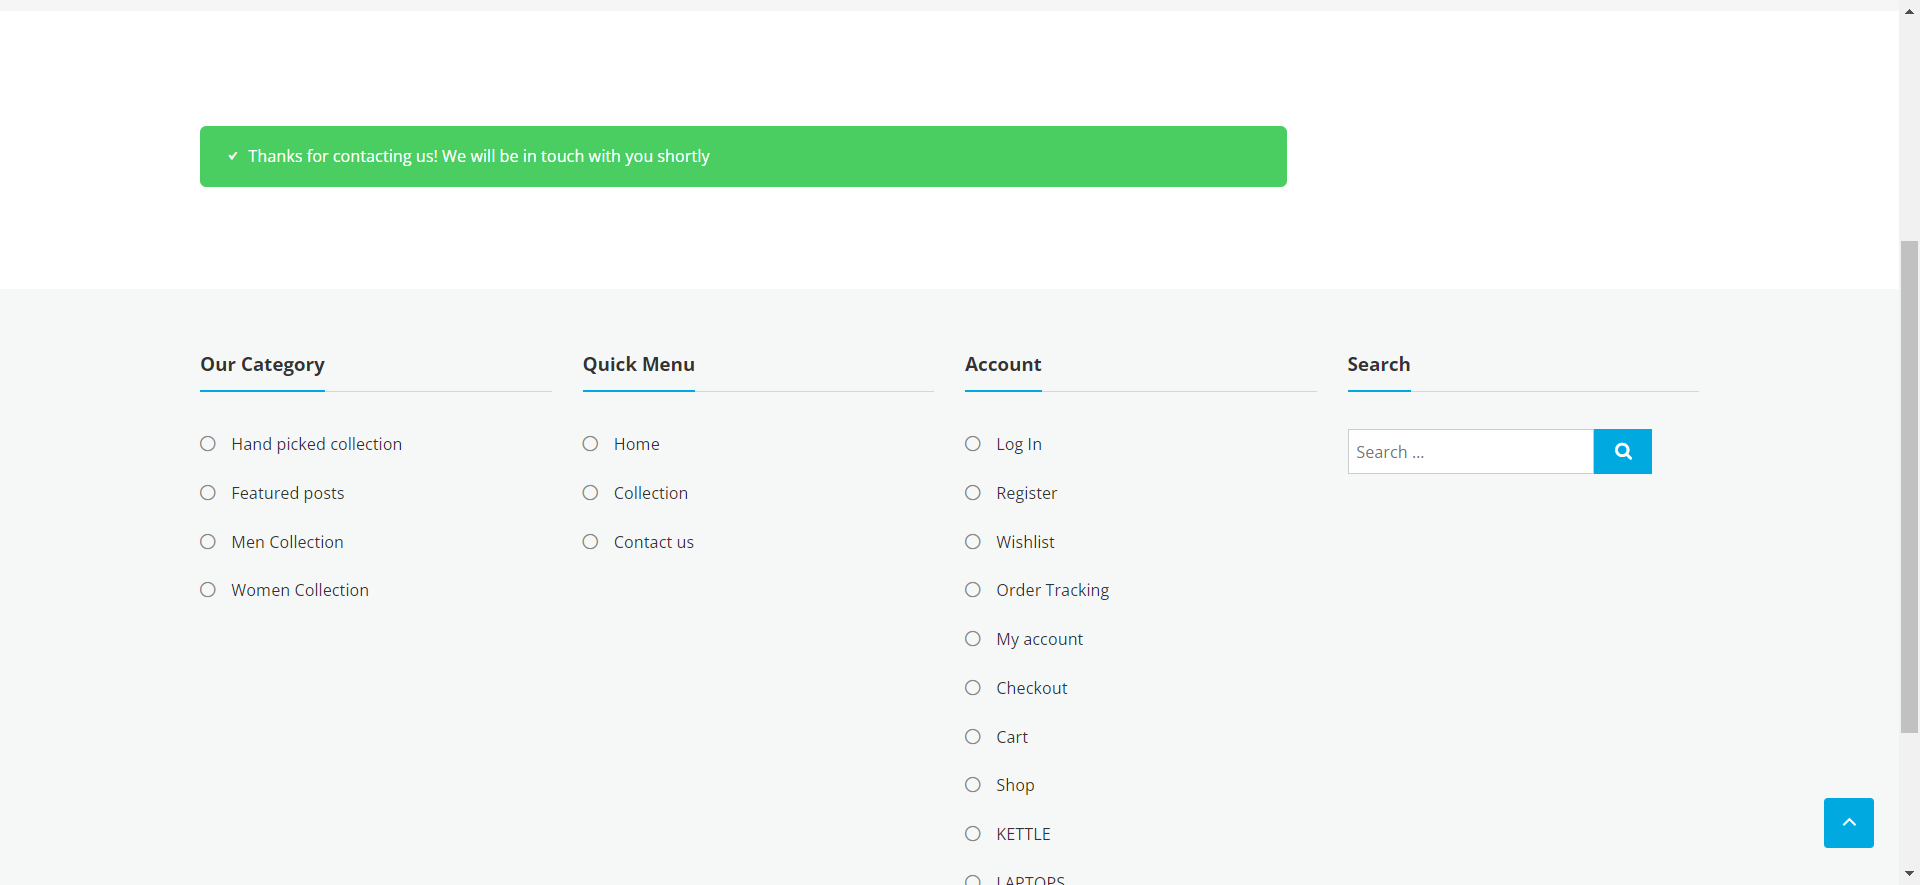 Thanks for contacting us! We will be in touch with you shortly
Our Category
Hand picked collection
Featured posts
Men Collection
Women Collection
Quick Menu
Home
Collection
Contact us
Account
Log In
Register
Wishlist
Order Tracking
My account
Checkout
Cart
Shop
KETTLE
LAPTOPS
Search
Search ...